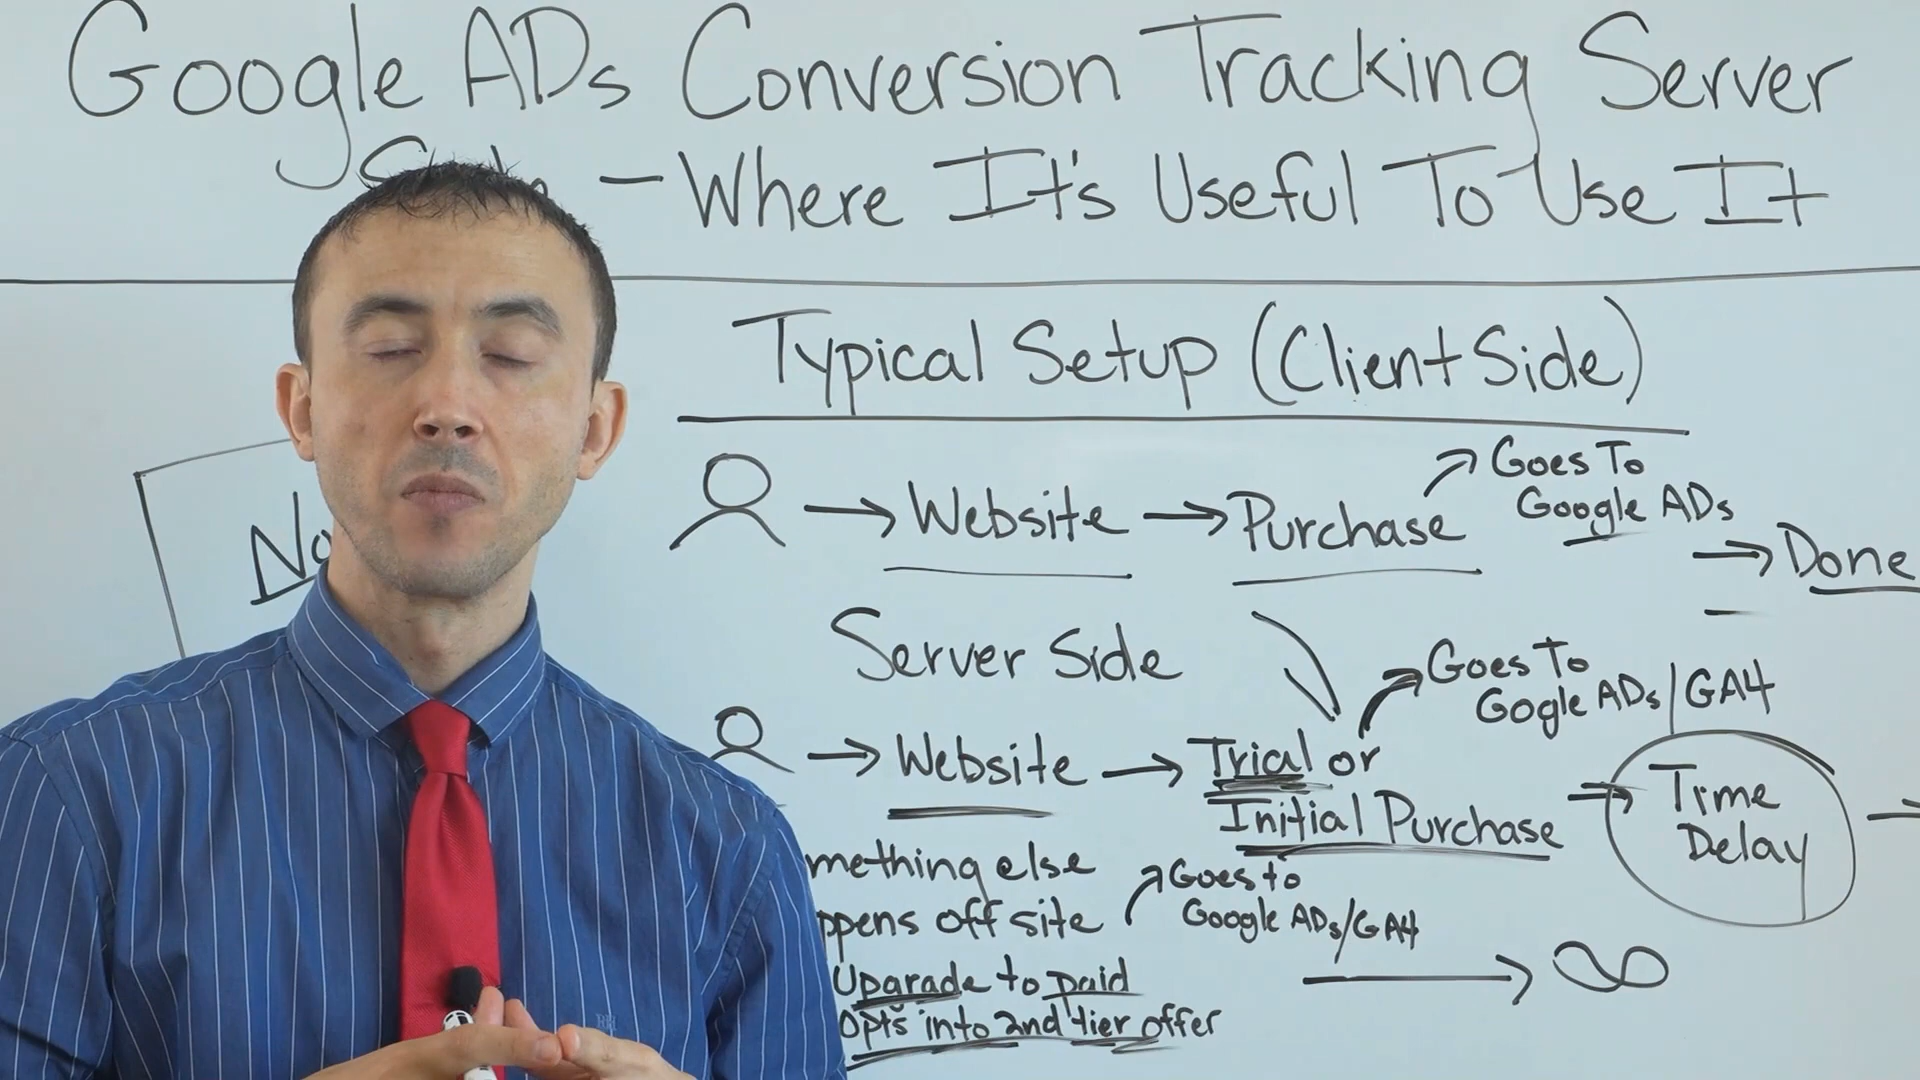 Google ADs Conversion Tracking Server
- Where It's Useful To Use It
Typical Setup (Client Side)
→ Website → Purchase
Goes To
Google ADs
→ Done
Server Side
→ Website → Trial or
Initial Purchase
Goes To
Gogle ADs/GA4
Time
Delay
mething else
ppens off site
Upgrade to paid
Opts into 2nd tier offer
Goes to
Google ADs/GA4
→ ∞